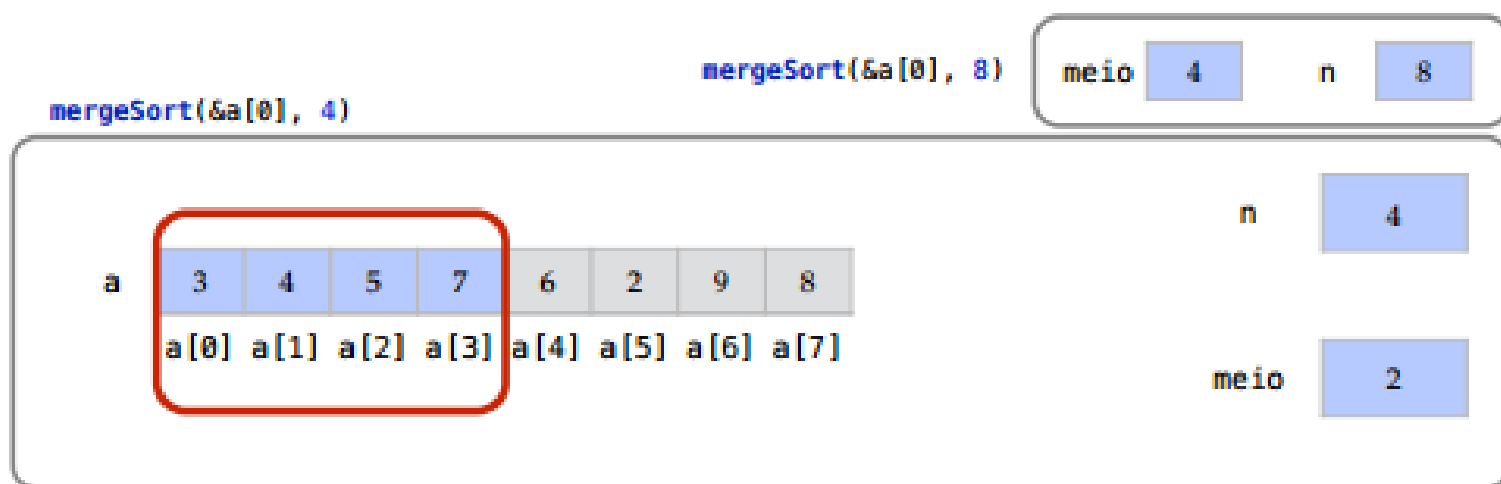 mergeSort(&a[0], 8) meio 4 n 8
mergeSort(&a[0], 4)
n 4
a 3 4 5 7 6 2 9 8
a[0] a[1] a[2] a[3] a[4] a[5] a[6] a[7]
meio 2